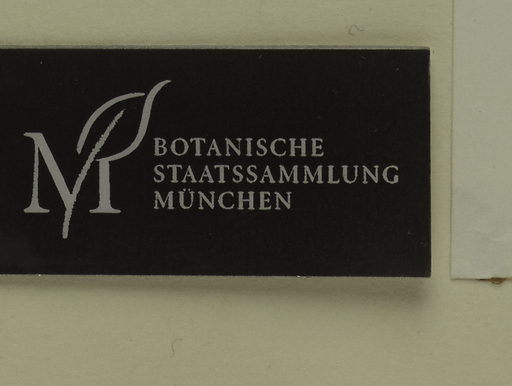 M
BOTANISCHE
STAATSSAMMLUNG
MÜNCHEN